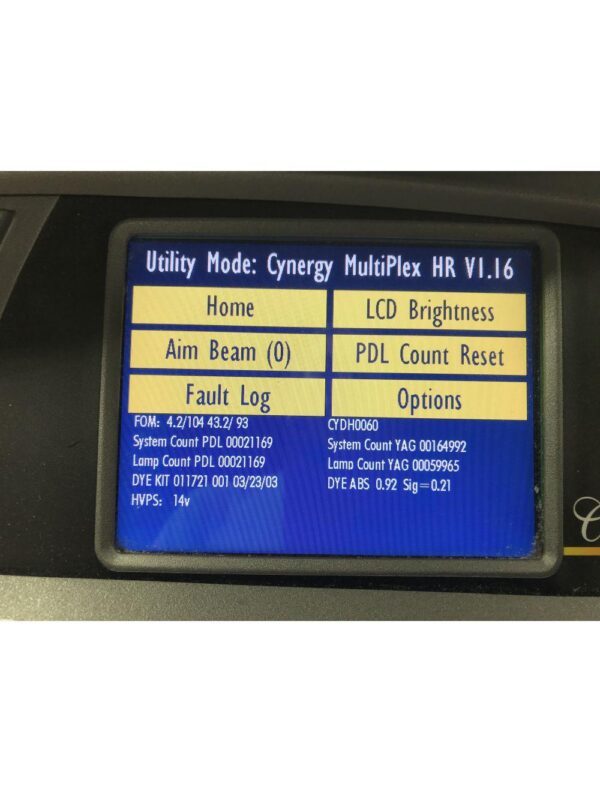 Utility Mode: Cynergy MultiPlex HR V1.16
Home
LCD Brightness
Aim Beam (0)
PDL Count Reset
Fault Log
Options
FOM: 4.2/104 43.2/ 93
CYDH0060
System Count PDL 00021169
System Count YAG 00164992
Lamp Count PDL 00021169
Lamp Count YAG 00059965
DYE KIT 011721 001 03/23/03
DYE ABS 0.92 Sig=0.21
HVPS: 14v
C